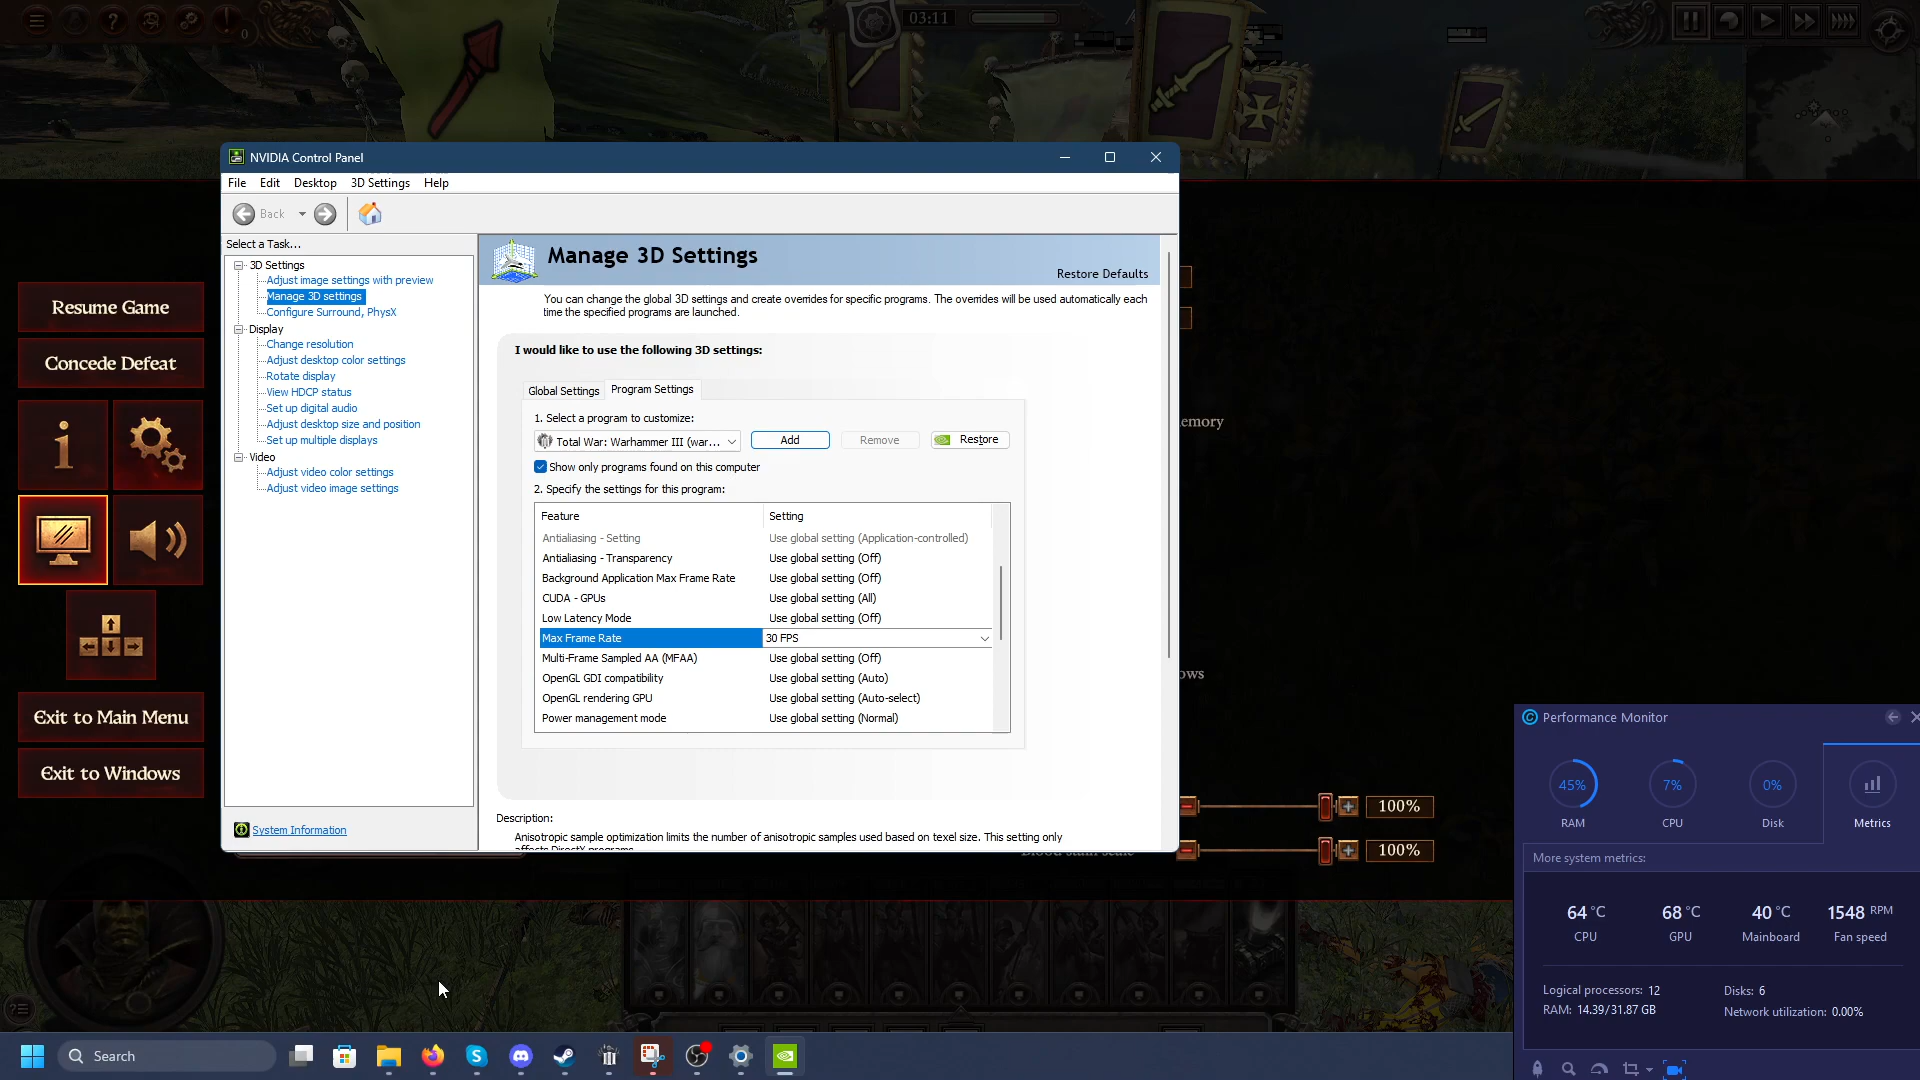 03:11
0
NVIDIA Control Panel
File Edit Desktop 3D Settings Help
Back
Select a Task...
3D Settings
Adjust image settings with preview
Manage 3D settings
Configure Surround, PhysX
Display
Change resolution
Adjust desktop color settings
Rotate display
View HDCP status
Set up digital audio
Adjust desktop size and position
Set up multiple displays
Video
Adjust video color settings
Adjust video image settings
System Information
Manage 3D Settings
Restore Defaults
You can change the global 3D settings and create overrides for specific programs. The overrides will be used automatically each
time the specified programs are launched.
I would like to use the following 3D settings:
Global Settings Program Settings
1. Select a program to customize:
Total War: Warhammer III (war... Add Remove Restore
Show only programs found on this computer
2. Specify the settings for this program:
Feature Setting
Antialiasing - Setting Use global setting (Application-controlled)
Antialiasing - Transparency Use global setting (Off)
Background Application Max Frame Rate Use global setting (Off)
CUDA - GPUs Use global setting (All)
Low Latency Mode Use global setting (Off)
Max Frame Rate 30 FPS
Multi-Frame Sampled AA (MFAA) Use global setting (Off)
OpenGL GDI compatibility Use global setting (Auto)
OpenGL rendering GPU Use global setting (Auto-select)
Power management mode Use global setting (Normal)
Description:
Anisotropic sample optimization limits the number of anisotropic samples used based on texel size. This setting only
affects DirectX programs.
Resume Game
Concede Defeat
Exit to Main Menu
Exit to Windows
emory
ows
100%
Blood stain scale 100%
Performance Monitor
45% 7% 0%
RAM CPU Disk Metrics
More system metrics:
64 °C 68 °C 40 °C 1548 RPM
CPU GPU Mainboard Fan speed
Logical processors: 12 Disks: 6
RAM: 14.39/31.87 GB Network utilization: 0.00%
Search